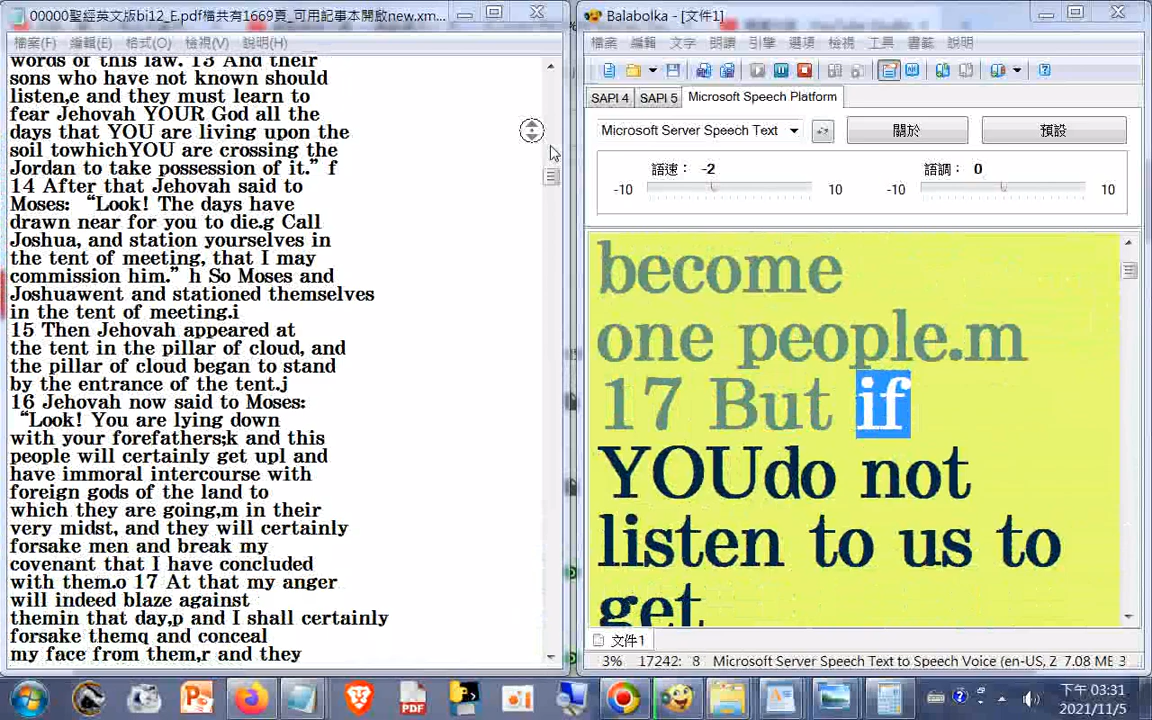 00000聖經英文版bi12_E.pdf檔共有1669頁_可用記事本開啟new.xm...
檔案(F) 編輯(E) 格式(O) 檢視(V) 說明(H)
words of this law. 13 And their
sons who have not known should
listen,e and they must learn to
fear Jehovah YOUR God all the
days that YOU are living upon the
soil towhichYOU are crossing the
Jordan to take possession of it.” f
14 After that Jehovah said to
Moses: “Look! The days have
drawn near for you to die.g Call
Joshua, and station yourselves in
the tent of meeting, that I may
commission him.” h So Moses and
Joshuawent and stationed themselves
in the tent of meeting.i
15 Then Jehovah appeared at
the tent in the pillar of cloud, and
the pillar of cloud began to stand
by the entrance of the tent.j
16 Jehovah now said to Moses:
“Look! You are lying down
with your forefathers;k and this
people will certainly get upl and
have immoral intercourse with
foreign gods of the land to
which they are going,m in their
very midst, and they will certainly
forsake men and break my
covenant that I have concluded
with them.o 17 At that my anger
will indeed blaze against
themin that day,p and I shall certainly
forsake themq and conceal
my face from them,r and they
Balabolka - [文件1]
檔案 編輯 文字 朗讀 引擎 選項 檢視 工具 書籤 說明
SAPI 4 SAPI 5 Microsoft Speech Platform
Microsoft Server Speech Text 關於 預設
語速： -2 語調： 0
-10 10 -10 10
become
one people.m
17 But if
YOUdo not
listen to us to
get
文件1
3% 17242: 8 Microsoft Server Speech Text to Speech Voice (en-US, Z 7.08 MB 3
下午 03:31
2021/11/5